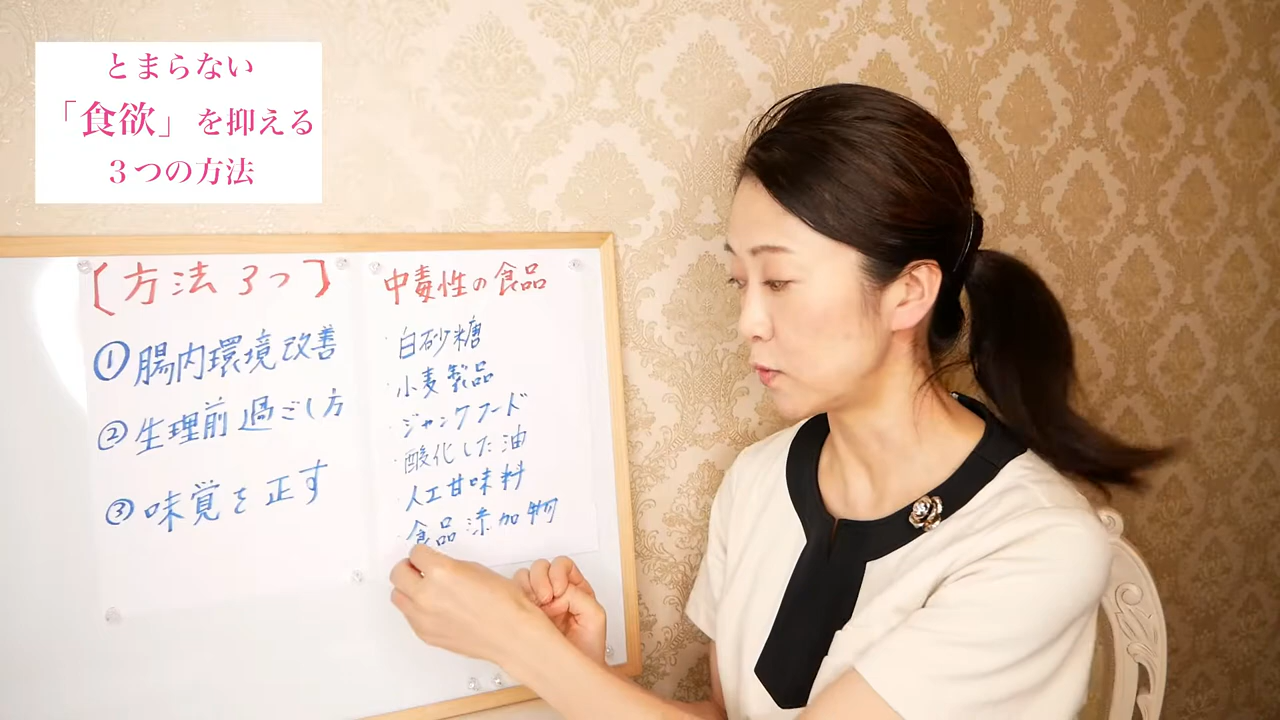 とまらない
「食欲」を抑える
３つの方法
【方法3つ】
①腸内環境改善
②生理前過ごし方
③味覚を正す
中毒性の食品
・白砂糖
・小麦製品
・ジャンクフード
・酸化した油
・人工甘味料
・食品添加物